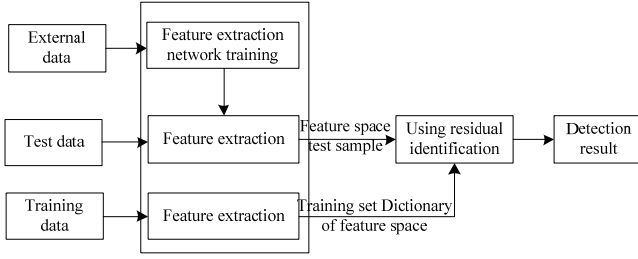 External
data
Feature extraction
network training
Test data
Feature extraction
Feature space
test sample
Using residual
identification
Detection
result
Training
data
Feature extraction
Training set Dictionary
of feature space